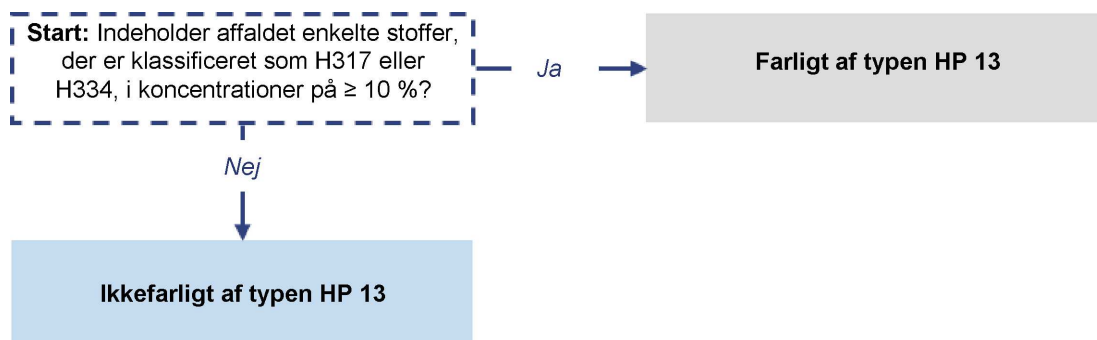 Start: Indeholder affaldet enkelte stoffer,
der er klassificeret som H317 eller
H334, i koncentrationer på ≥ 10 %?
Ja
Farligt af typen HP 13
Nej
Ikkefarligt af typen HP 13